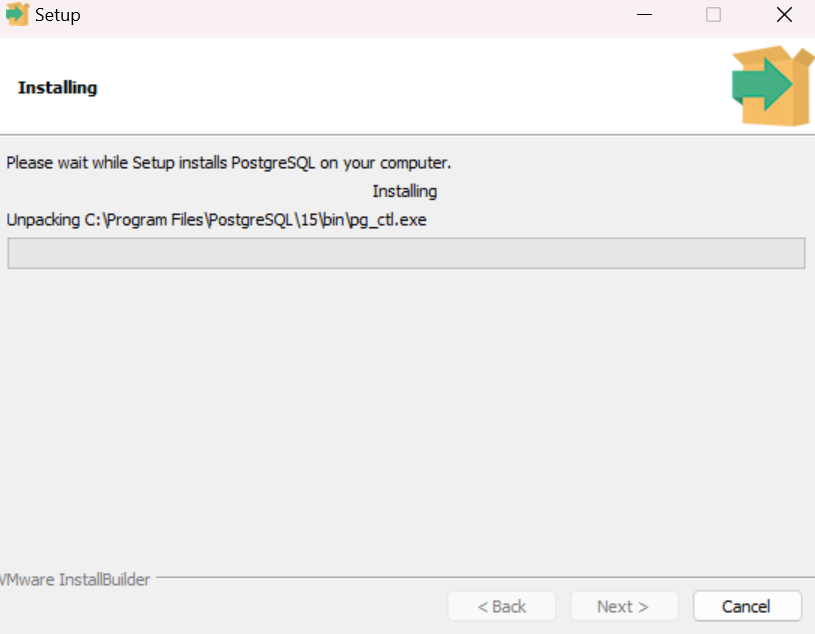 Setup
Installing
Please wait while Setup installs PostgreSQL on your computer.
Installing
Unpacking C:\Program Files\PostgreSQL\15\bin\pg_ctl.exe
VMware InstallBuilder
< Back
Next >
Cancel